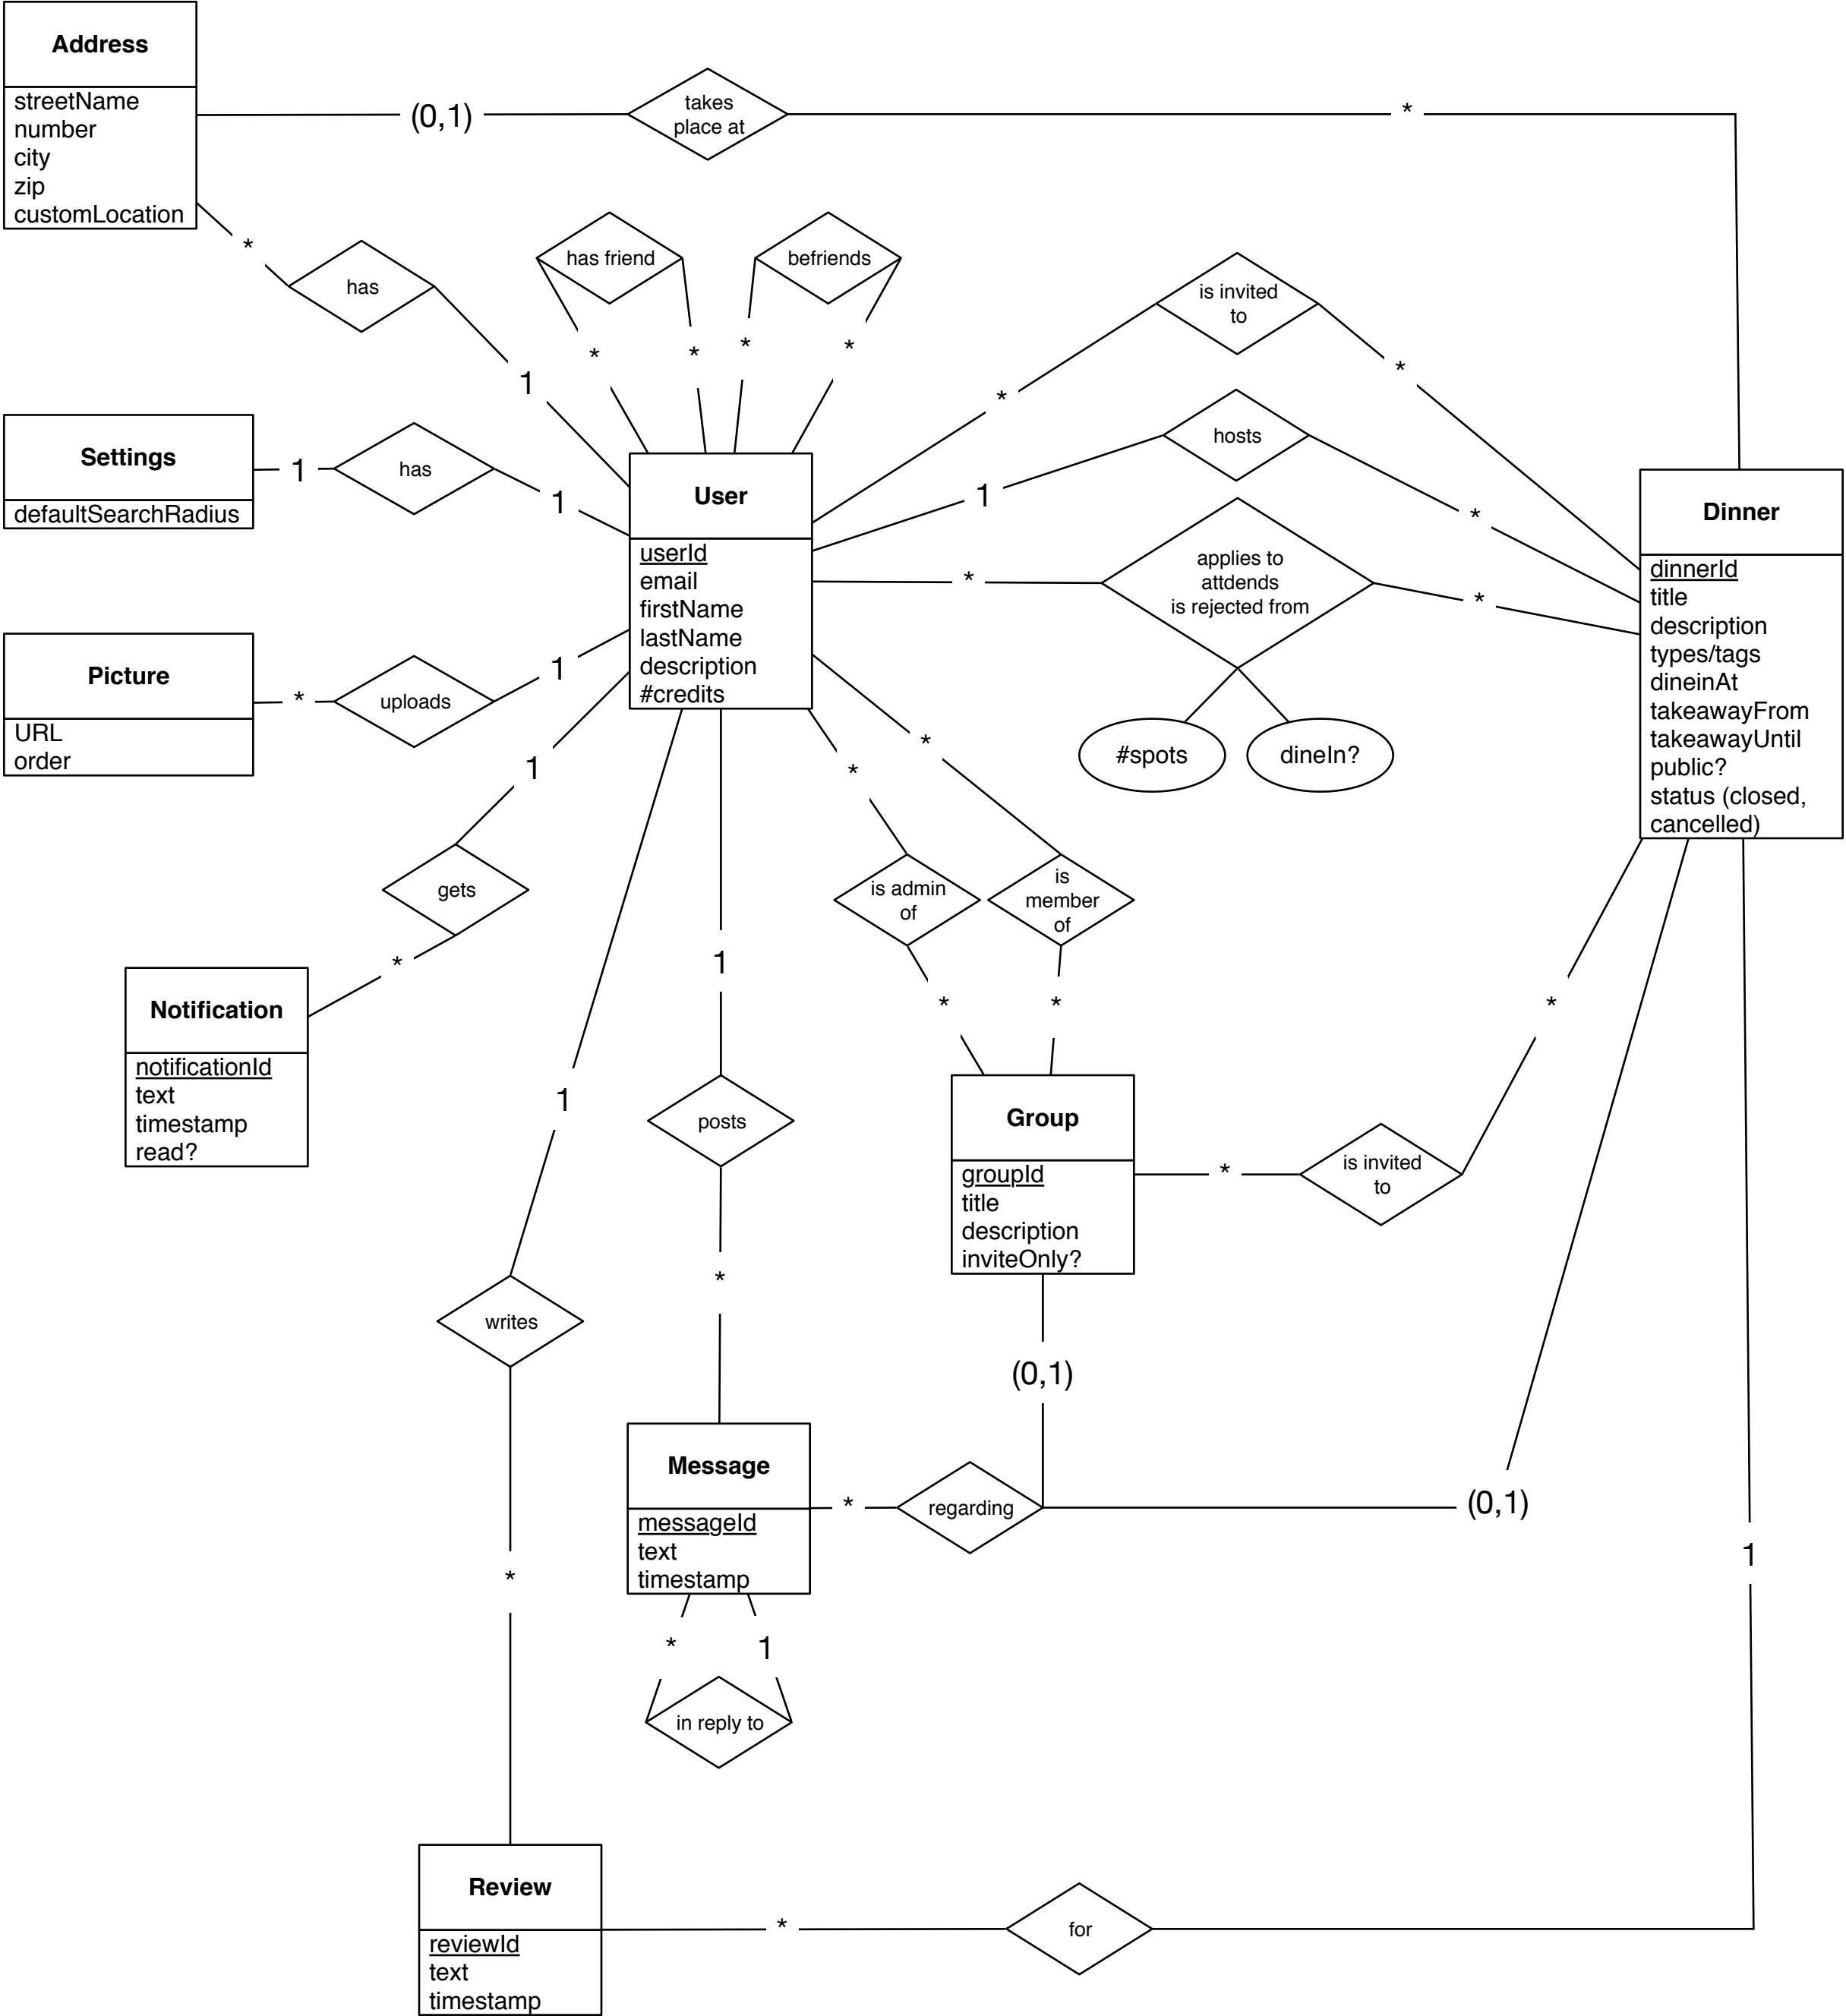 Address
streetName
number
city
zip
customLocation
(0,1)
takes
place at
*
*
has
1
has friend
*
*
befriends
*
*
is invited
to
*
*
hosts
1
*
Settings
defaultSearchRadius
1
has
1
User
userId
email
firstName
lastName
description
#credits
*
applies to
attdends
is rejected from
*
#spots
dineIn?
Dinner
dinnerId
title
description
types/tags
dineinAt
takeawayFrom
takeawayUntil
public?
status (closed,
cancelled)
Picture
URL
order
*
uploads
1
1
gets
*
Notification
notificationId
text
timestamp
read?
*
is admin
of
*
*
is
member
of
*
1
posts
*
1
writes
*
Group
groupId
title
description
inviteOnly?
*
is invited
to
*
(0,1)
Message
messageId
text
timestamp
*
regarding
(0,1)
*
1
in reply to
1
Review
reviewId
text
timestamp
*
for